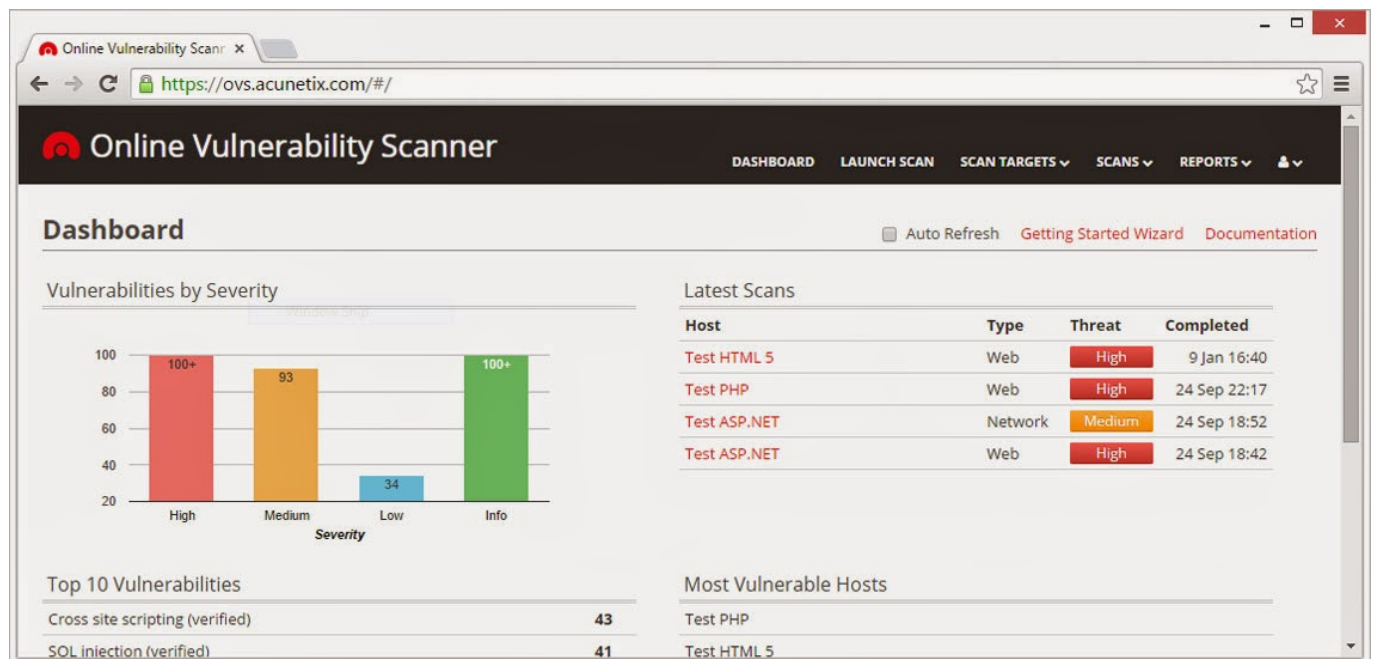 Online Vulnerability Scanr
https://ovs.acunetix.com/#/
Online Vulnerability Scanner
DASHBOARD LAUNCH SCAN SCAN TARGETS SCANS REPORTS
Dashboard
Auto Refresh Getting Started Wizard Documentation
Vulnerabilities by Severity
Window Snip
100
80
60
40
20
100+
93
34
100+
High Medium Low Info
Severity
Latest Scans
Host Type Threat Completed
Test HTML 5 Web High 9 Jan 16:40
Test PHP Web High 24 Sep 22:17
Test ASP.NET Network Medium 24 Sep 18:52
Test ASP.NET Web High 24 Sep 18:42
Top 10 Vulnerabilities
Cross site scripting (verified) 43
SQL injection (verified) 41
Most Vulnerable Hosts
Test PHP
Test HTML 5